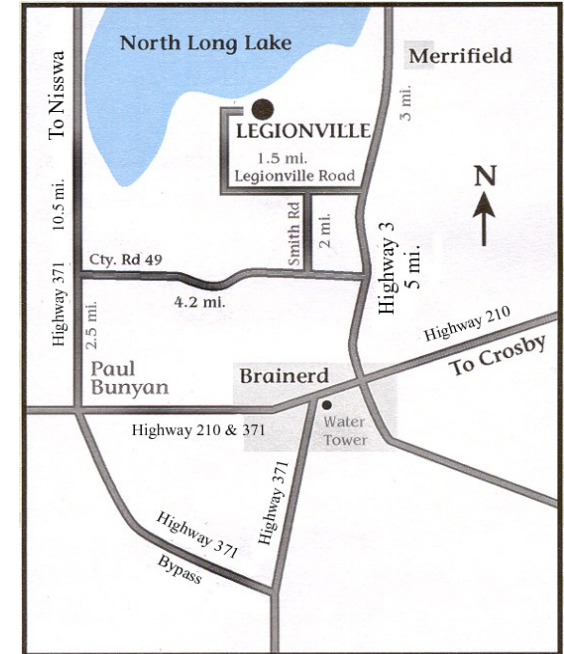 North Long Lake
Merrifield
To Nisswa
3 mi.
LEGIONVILLE
1.5 mi.
Legionville Road
N
10.5 mi.
Smith Rd
2 mi.
Highway 3
5 mi.
Cty. Rd 49
4.2 mi.
Highway 371
2.5 mi.
Highway 210
To Crosby
Paul
Bunyan
Brainerd
Water
Tower
Highway 210 & 371
Highway 371
Highway 371
Bypass